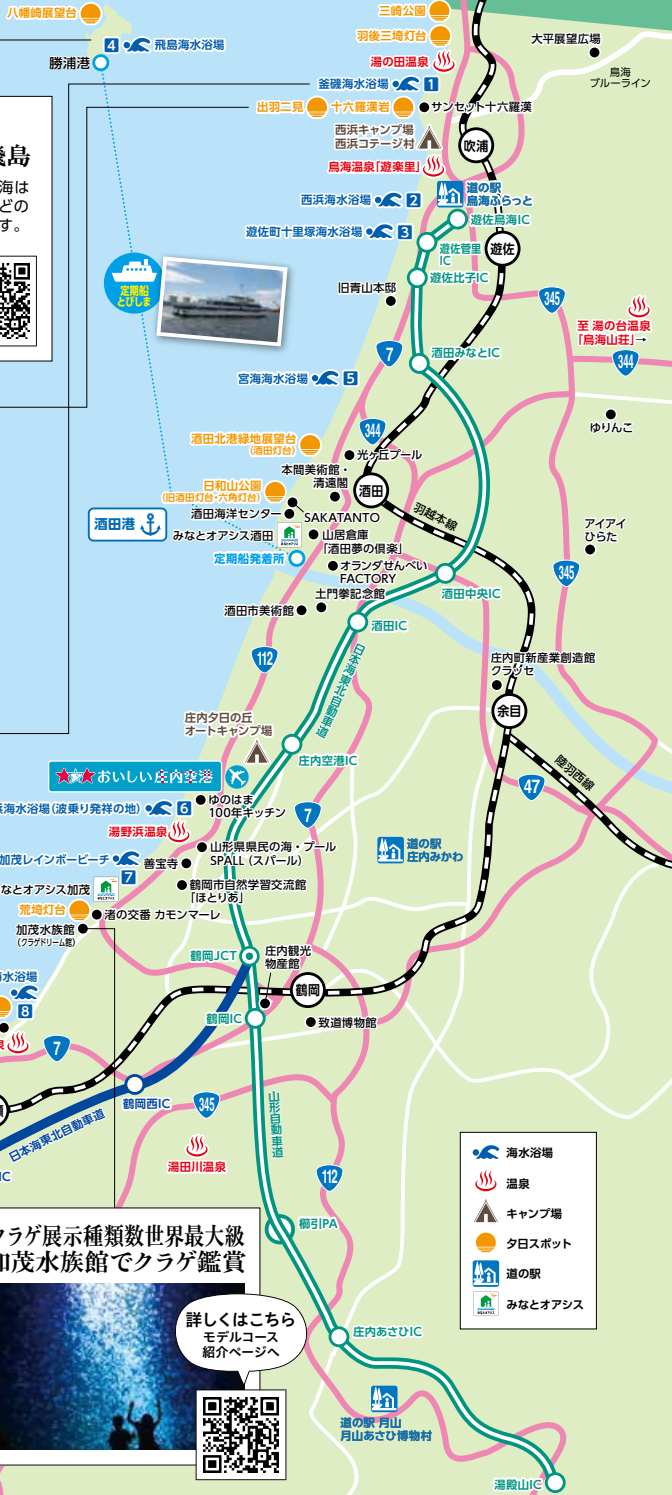 八幡崎展望台
4 飛島海水浴場
勝浦港
三崎公園
羽後三埼灯台
湯の田温泉
大平展望広場
鳥海
ブルーライン
釜磯海水浴場 1
出羽二見
十六羅漢岩
サンセット十六羅漢
西浜キャンプ場
西浜コテージ村
吹浦
鳥海温泉「遊楽里」
飛島
海は
どの
す。
道の駅
鳥海ふらっと
西浜海水浴場 2
遊佐鳥海IC
遊佐町十里塚海水浴場 3
遊佐菅里
IC
遊佐
遊佐比子IC
定期船
とびしま
旧青山本邸
345
至 湯の台温泉
「鳥海山荘」→
7
酒田みなとIC
344
宮海海水浴場 5
ゆりんこ
344
酒田北港緑地展望台
(酒田灯台)
光ヶ丘プール
本間美術館・
清遠閣
日和山公園
(旧酒田灯台・六角灯台)
酒田
酒田海洋センター
SAKATANTO
羽越本線
酒田港
みなとオアシス酒田
山居倉庫
「酒田夢の倶楽」
アイアイ
ひらた
定期船発着所
オランダせんべい
FACTORY
345
酒田中央IC
土門拳記念館
酒田市美術館
酒田IC
112
日本海東北自動車道
庄内町新産業創造館
クラッセ
余目
庄内夕日の丘
オートキャンプ場
庄内空港IC
陸羽西線
おいしい庄内空港
47
浜海水浴場(波乗り発祥の地) 6
ゆのはま
100年キッチン
7
湯野浜温泉
山形県県民の海・プール
SPALL(スパール)
道の駅
庄内みかわ
加茂レインボービーチ
7
善宝寺
なとオアシス加茂
鶴岡市自然学習交流館
「ほとりあ」
荒埼灯台
渚の交番 カモンマーレ
加茂水族館
(クラゲドリーム館)
鶴岡JCT
庄内観光
物産館
海水浴場
8
鶴岡
鶴岡IC
致道博物館
泉
7
鶴岡西IC
345
山形自動車道
日本海東北自動車道
IC
湯田川温泉
112
海水浴場
温泉
キャンプ場
夕日スポット
道の駅
みなとオアシス
櫛引PA
クラゲ展示種類数世界最大級
加茂水族館でクラゲ鑑賞
詳しくはこちら
モデルコース
紹介ページへ
庄内あさひIC
道の駅 月山
月山あさひ博物村
湯殿山IC